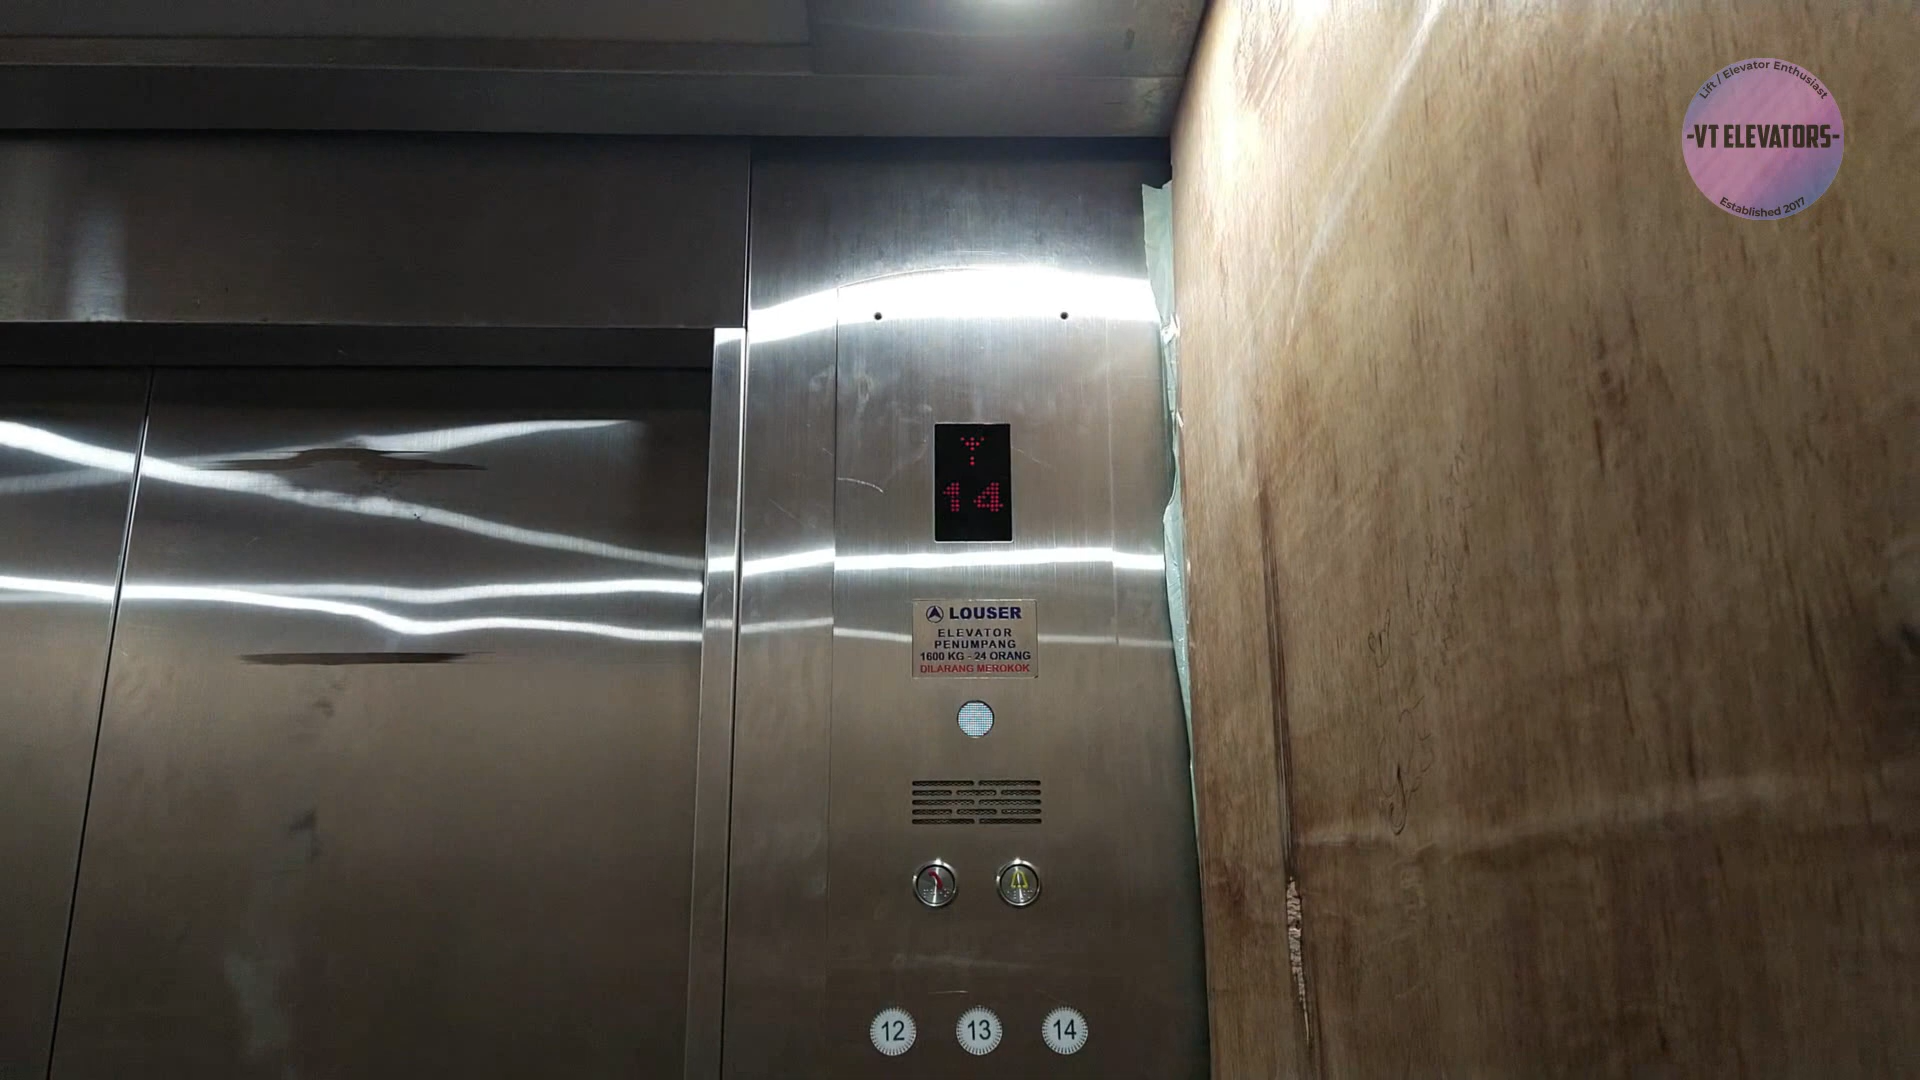 Lift / Elevator Enthusiast
-VT ELEVATORS-
Established 2017
14
LOUSER
ELEVATOR
PENUMPANG
1600 KG - 24 ORANG
DILARANG MEROKOK
12 13 14